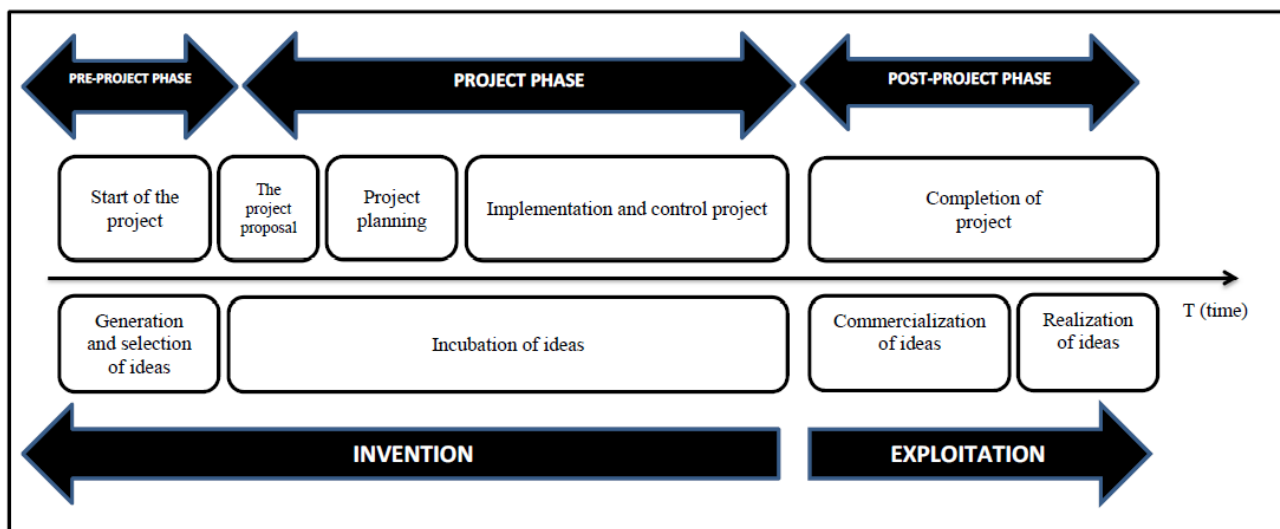 PRE-PROJECT PHASE
PROJECT PHASE
POST-PROJECT PHASE
Start of the
project
The
project
proposal
Project
planning
Implementation and control project
Completion of
project
T (time)
Generation
and selection
of ideas
Incubation of ideas
Commercialization
of ideas
Realization
of ideas
INVENTION
EXPLOITATION